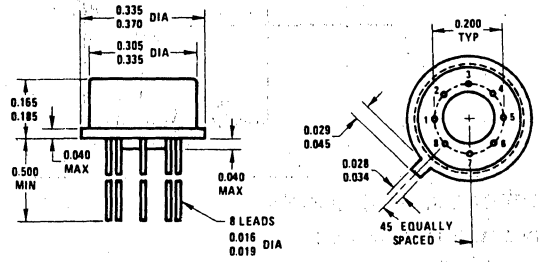 0.335
0.370 DIA
0.305
0.335 DIA
0.165
0.185
0.040
MAX
0.500
MIN
0.040
MAX
8 LEADS
0.016
0.019 DIA
0.200
TYP
3
2
4
1
5
8
6
7
0.029
0.045
0.028
0.034
45 EQUALLY
SPACED